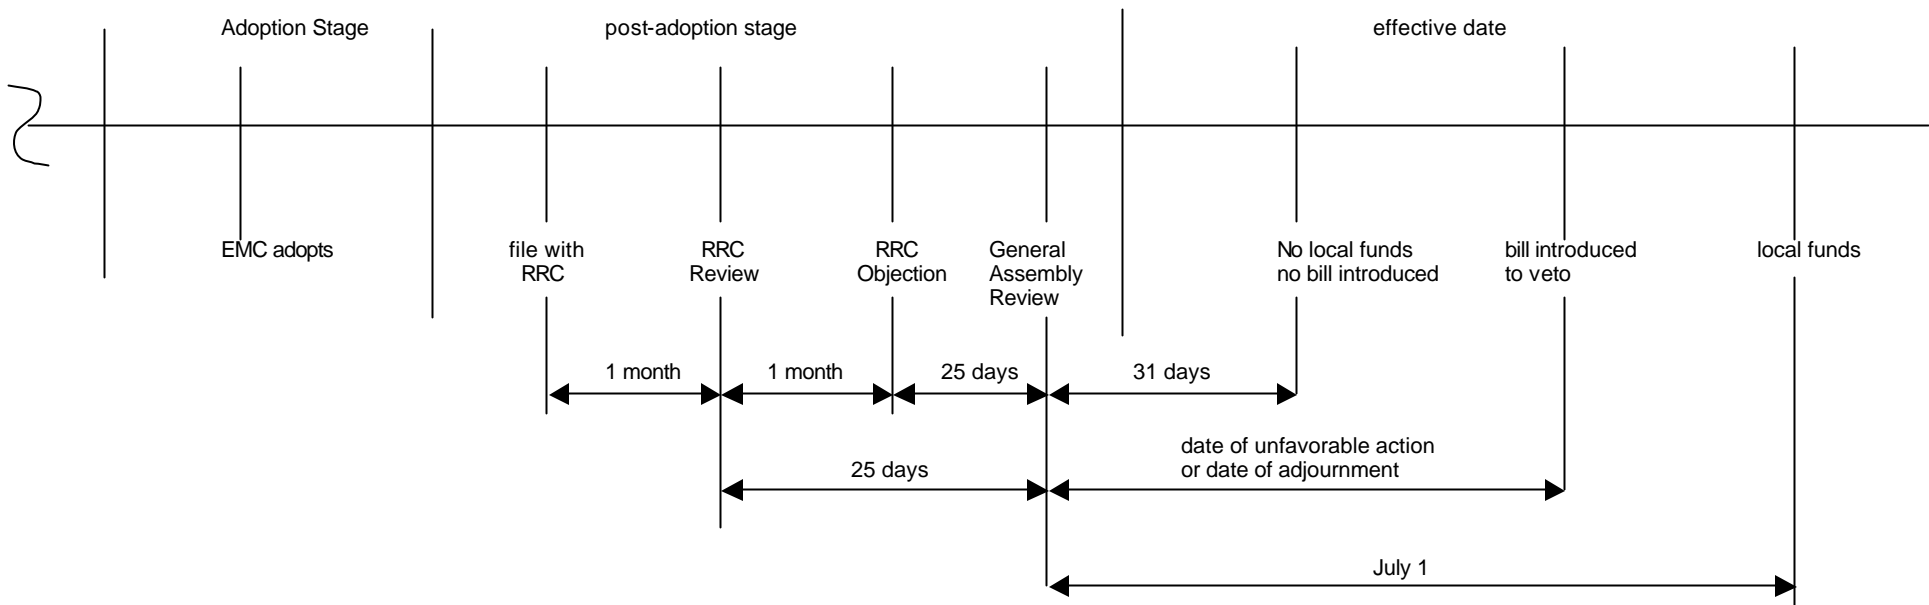 Adoption Stage
post-adoption stage
effective date
EMC adopts
file with
RRC
RRC
Review
RRC
Objection
General
Assembly
Review
No local funds
no bill introduced
bill introduced
to veto
local funds
1 month
1 month
25 days
31 days
25 days
date of unfavorable action
or date of adjournment
July 1